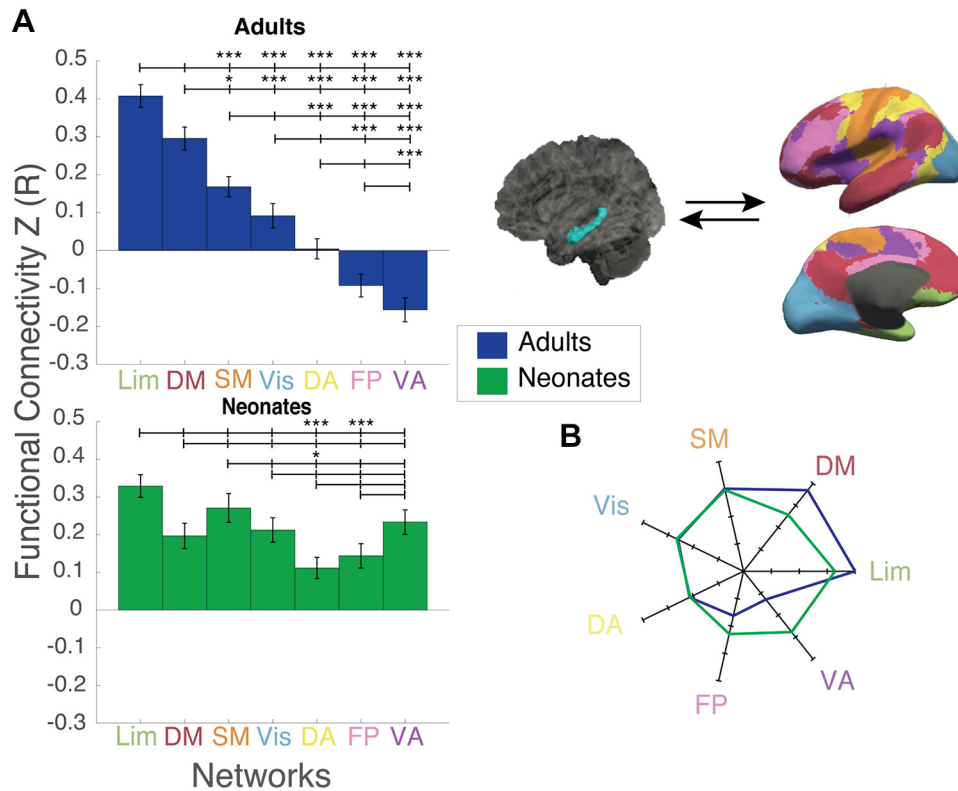 A
Adults
Functional Connectivity Z (R)
0.5
0.4
0.3
0.2
0.1
0
-0.1
-0.2
-0.3
*** *** *** *** ***
* *** *** *** ***
*** *** ***
*** ***
***
Lim DM SM Vis DA FP VA
Neonates
0.5
0.4
0.3
0.2
0.1
0
-0.1
-0.2
-0.3
*** ***
*
Lim DM SM Vis DA FP VA
Networks
Adults
Neonates
B
SM
DM
Vis
Lim
DA
FP
VA